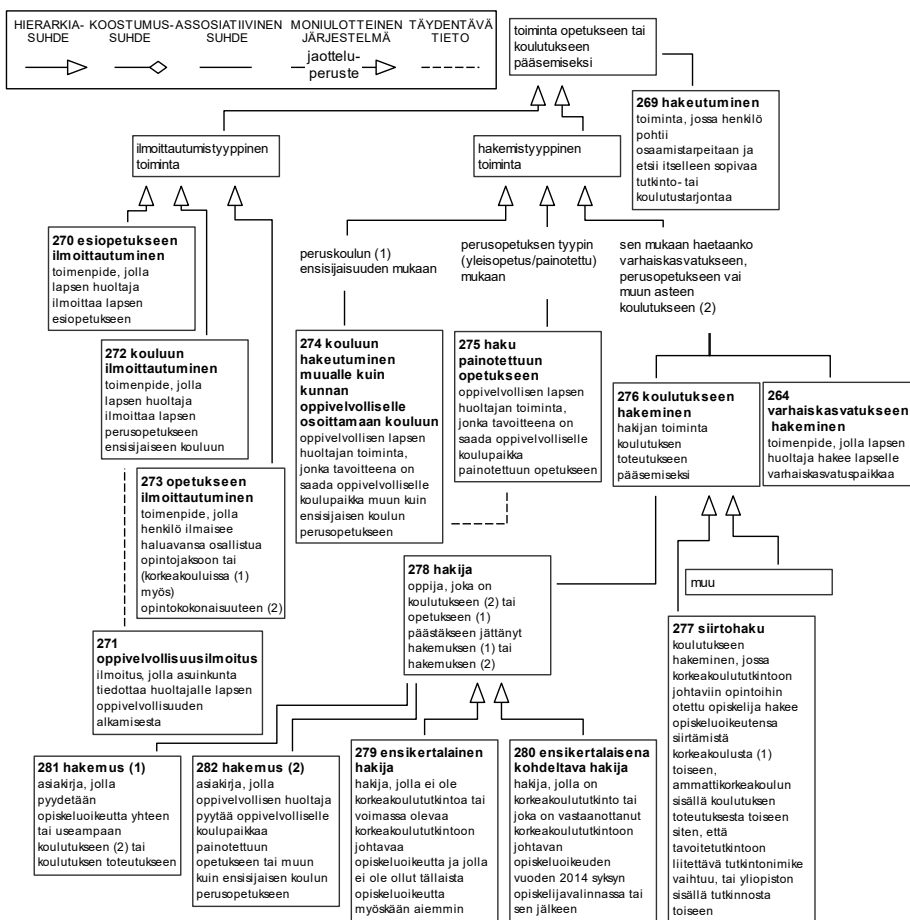 HIERARKIA- KOOSTUMUS- ASSOSIATIIVINEN MONIULOTTEINEN TÄYDENTÄVÄ
SUHDE SUHDE SUHDE JÄRJESTELMÄ TIETO
jaottelu-
peruste
toiminta opetukseen tai
koulutukseen
pääsemiseksi
269 hakeutuminen
toiminta, jossa henkilö
pohtii
osaamistarpeitaan ja
etsii itselleen sopivaa
tutkinto- tai
koulutustarjontaa
ilmoittautumistyyppinen
toiminta
hakemistyyppinen
toiminta
270 esiopetukseen
ilmoittautuminen
toimenpide, jolla
lapsen huoltaja
ilmoittaa lapsen
esiopetukseen
peruskoulun (1)
ensisijaisuuden mukaan
perusopetuksen tyypin
(yleisopetus/painotettu)
mukaan
sen mukaan haetaanko
varhaiskasvatukseen,
perusopetukseen vai
muun asteen
koulutukseen (2)
272 kouluun
ilmoittautuminen
toimenpide, jolla
lapsen huoltaja
ilmoittaa lapsen
perusopetukseen
ensisijaiseen kouluun
274 kouluun
hakeutuminen
muualle kuin
kunnan
oppivelvolliselle
osoittamaan kouluun
oppivelvollisen lapsen
huoltajan toiminta,
jonka tavoitteena on
saada oppivelvolliselle
koulupaikka muun kuin
ensisijaisen koulun
perusopetukseen
275 haku
painotettuun
opetukseen
oppivelvollisen lapsen
huoltajan toiminta,
jonka tavoitteena on
saada oppivelvolliselle
koulupaikka
painotettuun opetukseen
276 koulutukseen
hakeminen
hakijan toiminta
koulutuksen
toteutukseen
pääsemiseksi
264
varhaiskasvatukseen
hakeminen
toimenpide, jolla lapsen
huoltaja hakee lapselle
varhaiskasvatuspaikkaa
273 opetukseen
ilmoittautuminen
toimenpide, jolla
henkilö ilmaisee
haluavansa osallistua
opintojaksoon tai
(korkeakouluissa (1)
myös)
opintokokonaisuuteen (2)
278 hakija
oppija, joka on
koulutukseen (2) tai
opetukseen (1)
päästäkseen jättänyt
hakemuksen (1) tai
hakemuksen (2)
muu
271
oppivelvollisuusilmoitus
ilmoitus, jolla asuinkunta
tiedottaa huoltajalle lapsen
oppivelvollisuuden
alkamisesta
277 siirtohaku
koulutukseen
hakeminen, jossa
korkeakoulututkintoon
johtaviin opintoihin
otettu opiskelija hakee
opiskeluoikeutensa
siirtämistä
korkeakoulusta (1)
toiseen,
ammattikorkeakoulun
sisällä koulutuksen
toteutuksesta toiseen
siten, että
tavoitetutkintoon
liitettävä tutkintonimike
vaihtuu, tai yliopiston
sisällä tutkinnosta
toiseen
281 hakemus (1)
asiakirja, jolla
pyydetään
opiskeluoikeutta yhteen
tai useampaan
koulutukseen (2) tai
koulutuksen toteutukseen
282 hakemus (2)
asiakirja, jolla
oppivelvollisen huoltaja
pyytää oppivelvolliselle
koulupaikkaa
painotettuun
opetukseen tai muun
kuin ensisijaisen koulun
perusopetukseen
279 ensikertalainen
hakija
hakija, jolla ei ole
korkeakoulututkintoa tai
voimassa olevaa
korkeakoulututkintoon
johtavaa
opiskeluoikeutta ja jolla
ei ole ollut tällaista
opiskeluoikeutta
myöskään aiemmin
280 ensikertalaisena
kohdeltava hakija
hakija, jolla on
korkeakoulututkinto tai
joka on vastaanottanut
korkeakoulututkintoon
johtavan
opiskeluoikeuden
vuoden 2014 syksyn
opiskelijavalinnassa tai
sen jälkeen